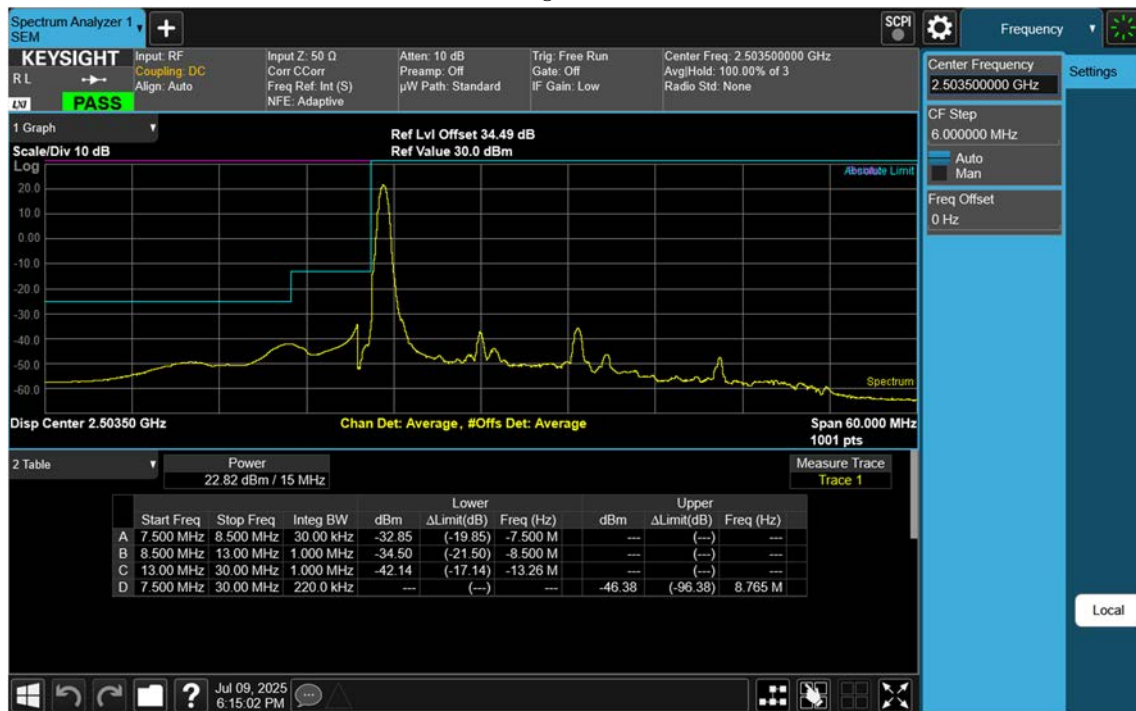 Spectrum Analyzer 1
SEM
SCPI
Frequency
KEYSIGHT
R L
LXI
PASS
Input: RF
Coupling: DC
Align: Auto
Input Z: 50 Ω
Corr CCorr
Freq Ref: Int (S)
NFE: Adaptive
Atten: 10 dB
Preamp: Off
µW Path: Standard
Trig: Free Run
Gate: Off
IF Gain: Low
Center Freq: 2.503500000 GHz
Avg|Hold: 100.00% of 3
Radio Std: None
Center Frequency
2.503500000 GHz
Settings
CF Step
6.000000 MHz
Auto
Man
Freq Offset
0 Hz
1 Graph
Ref Lvl Offset 34.49 dB
Scale/Div 10 dB
Ref Value 30.0 dBm
Log
Absolute Limit
20.0
10.0
0.00
-10.0
-20.0
-30.0
-40.0
-50.0
-60.0
Spectrum
Disp Center 2.50350 GHz
Chan Det: Average, #Offs Det: Average
Span 60.000 MHz
1001 pts
2 Table
Power
22.82 dBm / 15 MHz
Measure Trace
Trace 1
Lower Upper
Start Freq Stop Freq Integ BW dBm ΔLimit(dB) Freq (Hz) dBm ΔLimit(dB) Freq (Hz)
A 7.500 MHz 8.500 MHz 30.00 kHz -32.85 (-19.85) -7.500 M --- (---) ---
B 8.500 MHz 13.00 MHz 1.000 MHz -34.50 (-21.50) -8.500 M --- (---) ---
C 13.00 MHz 30.00 MHz 1.000 MHz -42.14 (-17.14) -13.26 M --- (---) ---
D 7.500 MHz 30.00 MHz 220.0 kHz --- (---) --- -46.38 (-96.38) 8.765 M
Local
?
Jul 09, 2025
6:15:02 PM